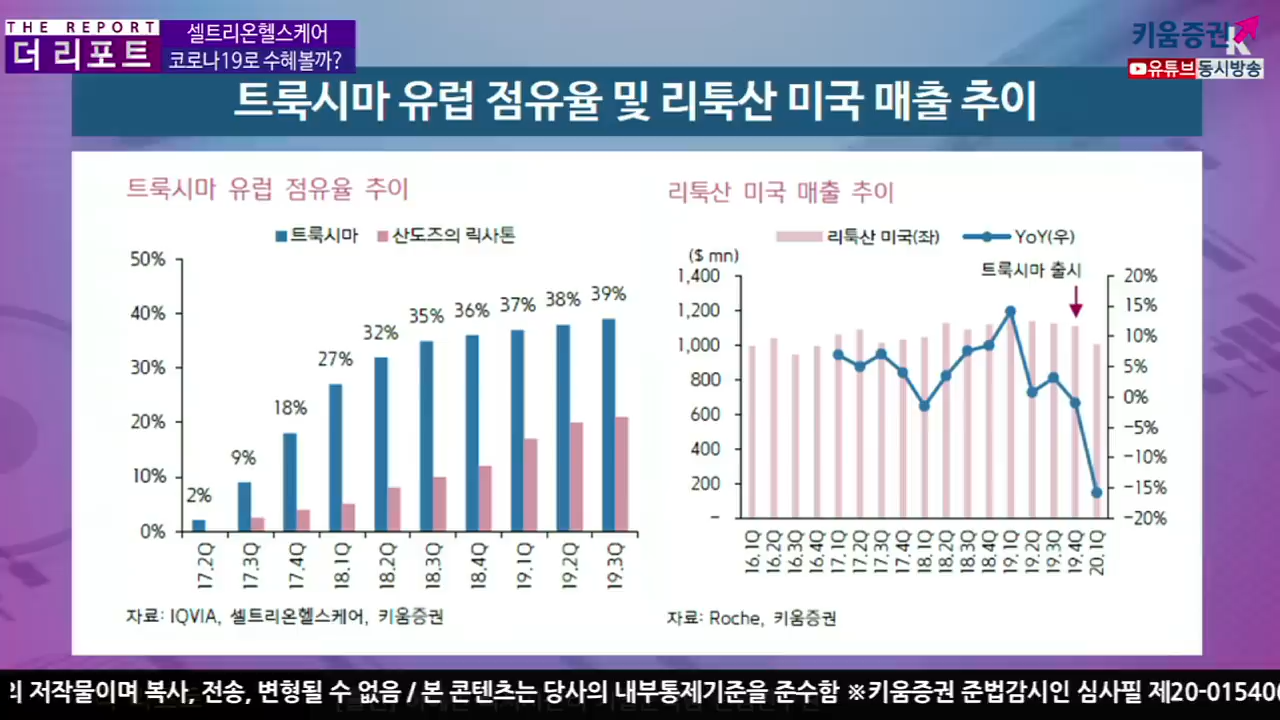 THE REPORT
더 리포트
셀트리온헬스케어
코로나19로 수혜볼까?
키움증권
유튜브동시방송
트룩시마 유럽 점유율 및 리툭산 미국 매출 추이
트룩시마 유럽 점유율 추이
트룩시마 산도즈의 릭사톤
50%
40%
30%
20%
10%
0%
2%
9%
18%
27%
32%
35%
36%
37%
38%
39%
17.2Q
17.3Q
17.4Q
18.1Q
18.2Q
18.3Q
18.4Q
19.1Q
19.2Q
19.3Q
자료: IQVIA, 셀트리온헬스케어, 키움증권
리툭산 미국 매출 추이
리툭산 미국(좌) YoY(우)
($ mn)
트룩시마 출시
1,400
1,200
1,000
800
600
400
200
–
20%
15%
10%
5%
0%
-5%
-10%
-15%
-20%
16.1Q
16.2Q
16.3Q
16.4Q
17.1Q
17.2Q
17.3Q
17.4Q
18.1Q
18.2Q
18.3Q
18.4Q
19.1Q
19.2Q
19.3Q
19.4Q
20.1Q
자료: Roche, 키움증권
의 저작물이며 복사, 전송, 변형될 수 없음 / 본 콘텐츠는 당사의 내부통제기준을 준수함 ※키움증권 준법감시인 심사필 제20-015400